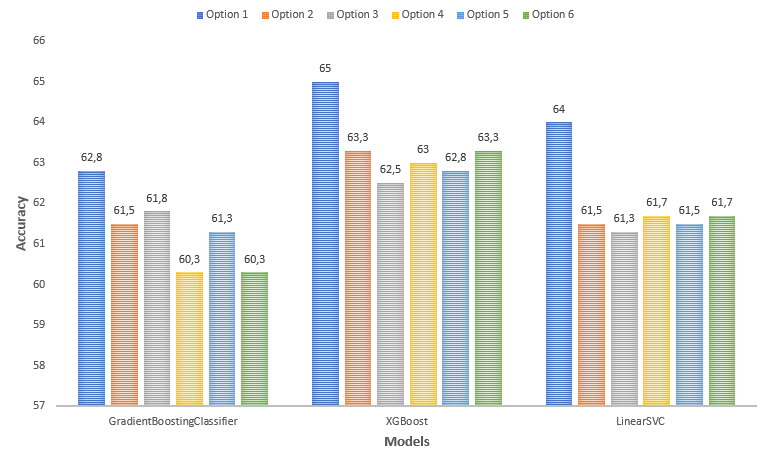 Option 1 Option 2 Option 3 Option 4 Option 5 Option 6
66
65
64
63
62
61
60
59
58
57
Accuracy
62,8 61,5 61,8 60,3 61,3 60,3
65 63,3 62,5 63 62,8 63,3
64 61,5 61,3 61,7 61,5 61,7
GradientBoostingClassifier XGBoost LinearSVC
Models